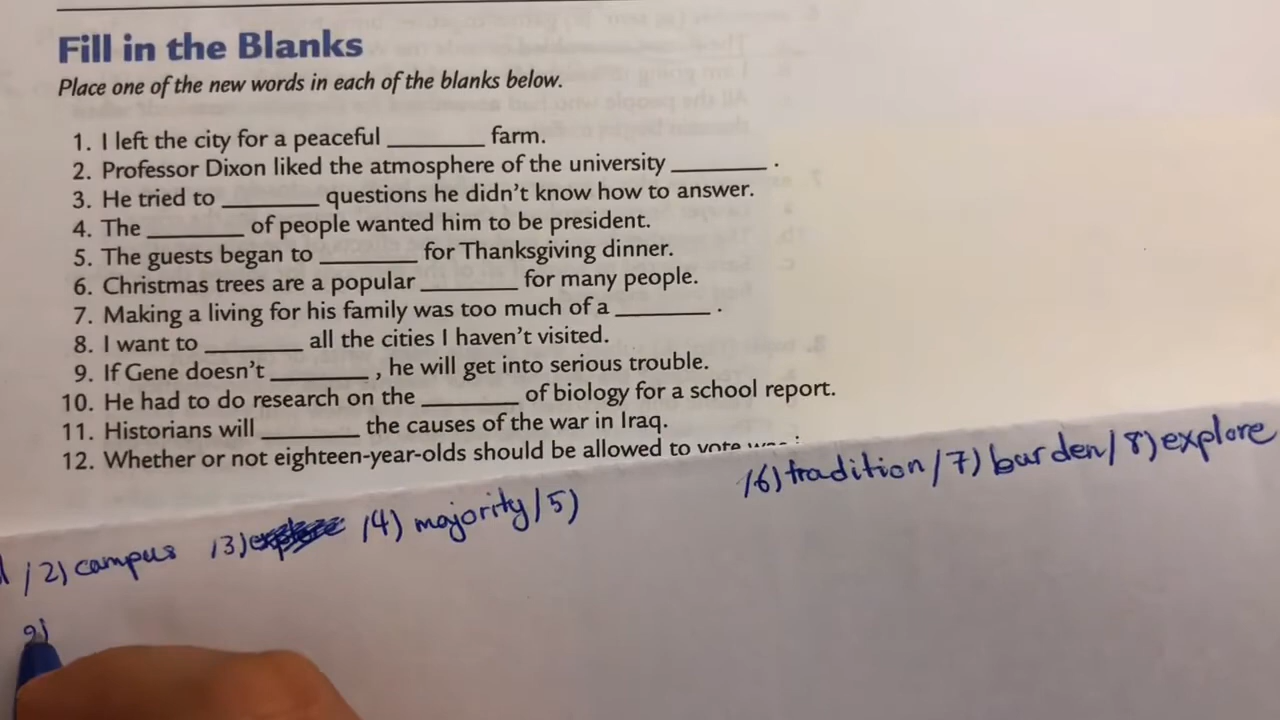 Fill in the Blanks
Place one of the new words in each of the blanks below.
1. I left the city for a peaceful ________ farm.
2. Professor Dixon liked the atmosphere of the university ________ .
3. He tried to ________ questions he didn't know how to answer.
4. The ________ of people wanted him to be president.
5. The guests began to ________ for Thanksgiving dinner.
6. Christmas trees are a popular ________ for many people.
7. Making a living for his family was too much of a ________ .
8. I want to ________ all the cities I haven't visited.
9. If Gene doesn't ________ , he will get into serious trouble.
10. He had to do research on the ________ of biology for a school report.
11. Historians will ________ the causes of the war in Iraq.
12. Whether or not eighteen-year-olds should be allowed to vote
/6) tradition / 7) burden / 8) explore
/ 2) campus / 3) / 4) majority / 5)
9)